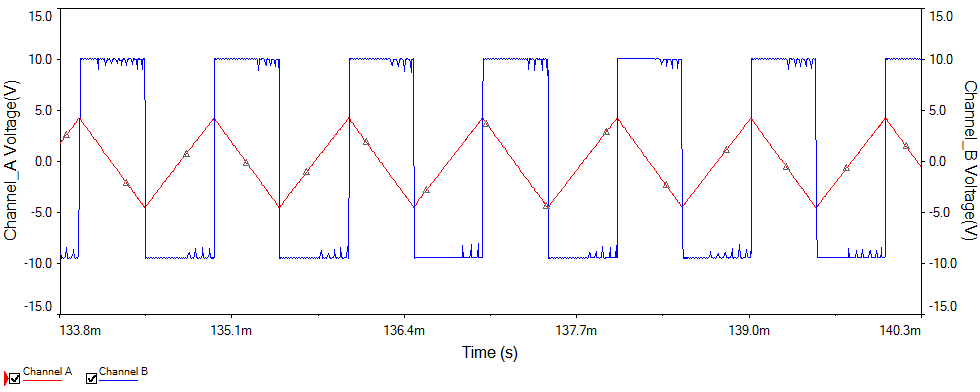 15.0 15.0
10.0 10.0
5.0 5.0
0.0 0.0
-5.0 -5.0
-10.0 -10.0
-15.0 -15.0
Channel_A Voltage(V)
Channel_B Voltage(V)
133.8m 135.1m 136.4m 137.7m 139.0m 140.3m
Time (s)
Channel A Channel B